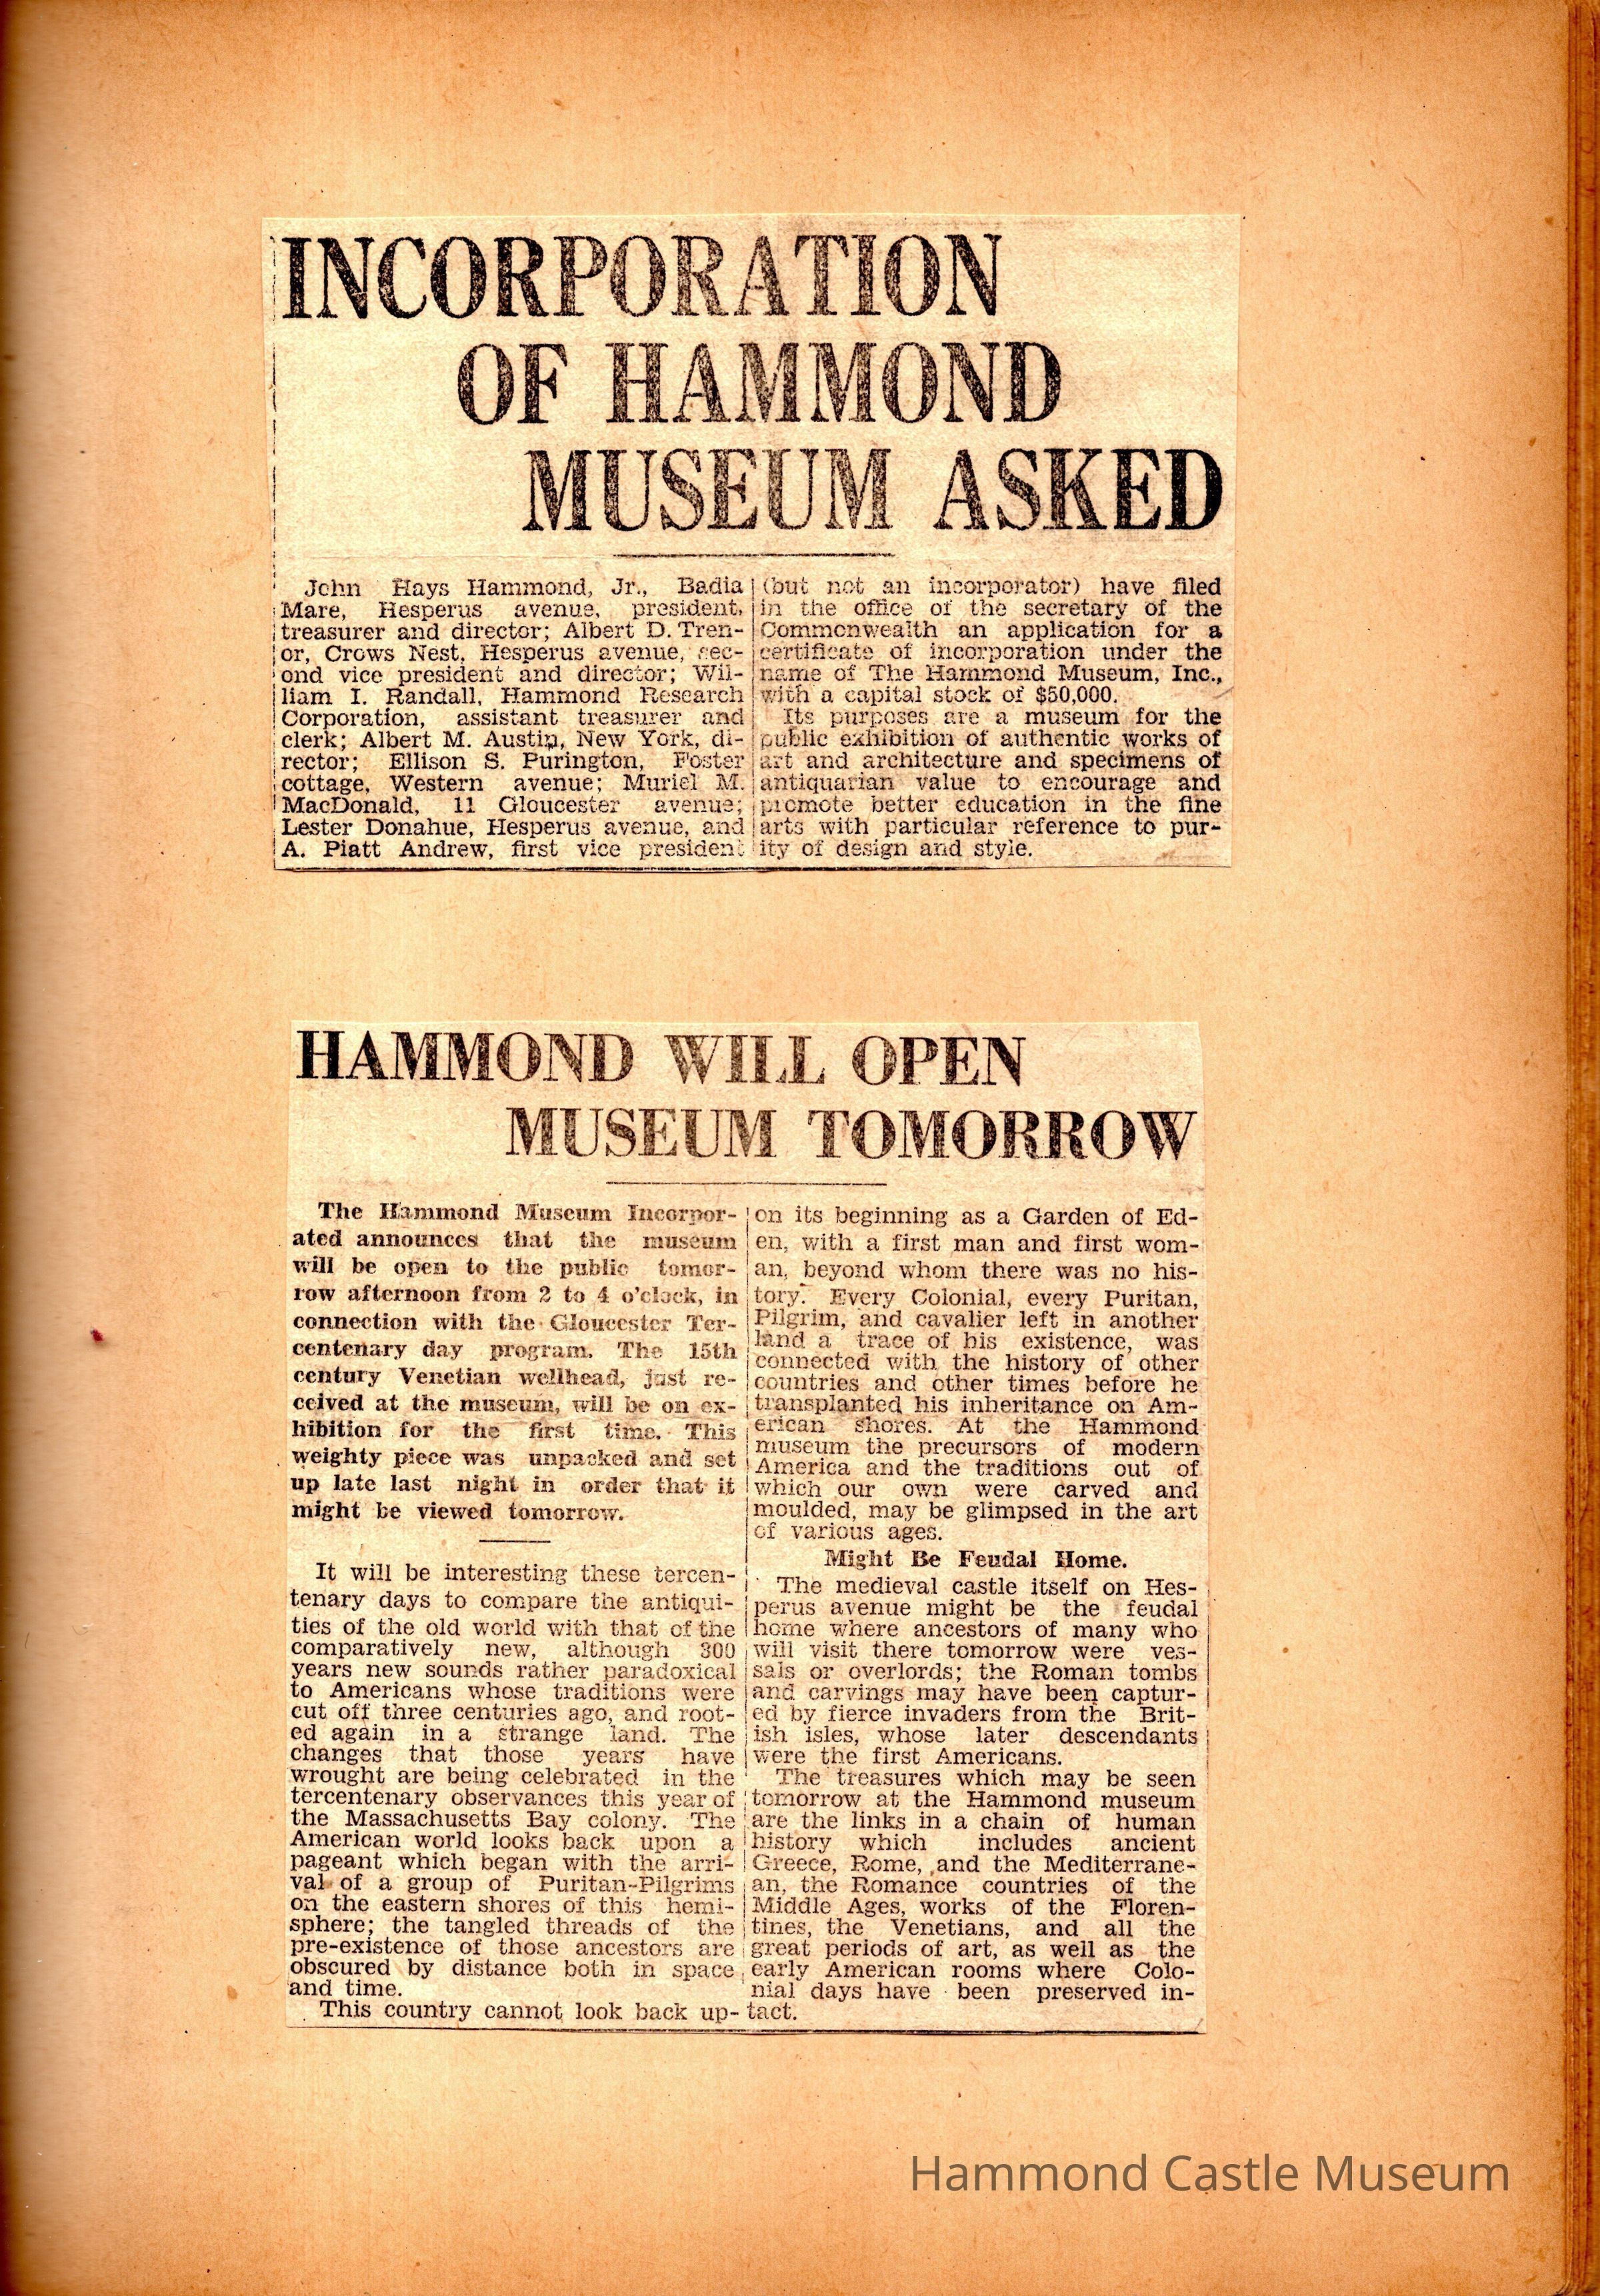 INCORPORATION
OF HAMMOND
MUSEUM ASKED
John Hays Hammond, Jr., Badia
Mare, Hesperus avenue, president,
treasurer and director; Albert D. Tren-
or, Crows Nest, Hesperus avenue, sec-
ond vice president and director; Wil-
liam I. Randall, Hammond Research
Corporation, assistant treasurer and
clerk; Albert M. Austin, New York, di-
rector; Ellison S. Purington, Foster
cottage, Western avenue; Muriel M.
MacDonald, 11 Gloucester avenue;
Lester Donahue, Hesperus avenue, and
A. Piatt Andrew, first vice president
(but not an incorporator) have filed
in the office of the secretary of the
Commonwealth an application for a
certificate of incorporation under the
name of The Hammond Museum, Inc.,
with a capital stock of $50,000.
Its purposes are a museum for the
public exhibition of authentic works of
art and architecture and specimens of
antiquarian value to encourage and
promote better education in the fine
arts with particular reference to pur-
ity of design and style.
HAMMOND WILL OPEN
MUSEUM TOMORROW
The Hammond Museum Incorpor-
ated announces that the museum
will be open to the public tomor-
row afternoon from 2 to 4 o'clock, in
connection with the Gloucester Ter-
centenary day program. The 15th
century Venetian wellhead, just re-
ceived at the museum, will be on ex-
hibition for the first time. This
weighty piece was unpacked and set
up late last night in order that it
might be viewed tomorrow.
It will be interesting these tercen-
tenary days to compare the antiqui-
ties of the old world with that of the
comparatively new, although 300
years new sounds rather paradoxical
to Americans whose traditions were
cut off three centuries ago, and root-
ed again in a strange land. The
changes that those years have
wrought are being celebrated in the
tercentenary observances this year of
the Massachusetts Bay colony. The
American world looks back upon a
pageant which began with the arri-
val of a group of Puritan-Pilgrims
on the eastern shores of this hemi-
sphere; the tangled threads of the
pre-existence of those ancestors are
obscured by distance both in space
and time.
This country cannot look back up-
on its beginning as a Garden of Ed-
en, with a first man and first wom-
an, beyond whom there was no his-
tory. Every Colonial, every Puritan,
Pilgrim, and cavalier left in another
land a trace of his existence, was
connected with the history of other
countries and other times before he
transplanted his inheritance on Am-
erican shores. At the Hammond
museum the precursors of modern
America and the traditions out of
which our own were carved and
moulded, may be glimpsed in the art
of various ages.
Might Be Feudal Home.
The medieval castle itself on Hes-
perus avenue might be the feudal
home where ancestors of many who
will visit there tomorrow were ves-
sals or overlords; the Roman tombs
and carvings may have been captur-
ed by fierce invaders from the Brit-
ish isles, whose later descendants
were the first Americans.
The treasures which may be seen
tomorrow at the Hammond museum
are the links in a chain of human
history which includes ancient
Greece, Rome, and the Mediterrane-
an, the Romance countries of the
Middle Ages, works of the Floren-
tines, the Venetians, and all the
great periods of art, as well as the
early American rooms where Colo-
nial days have been preserved in-
tact.
Hammond Castle Museum